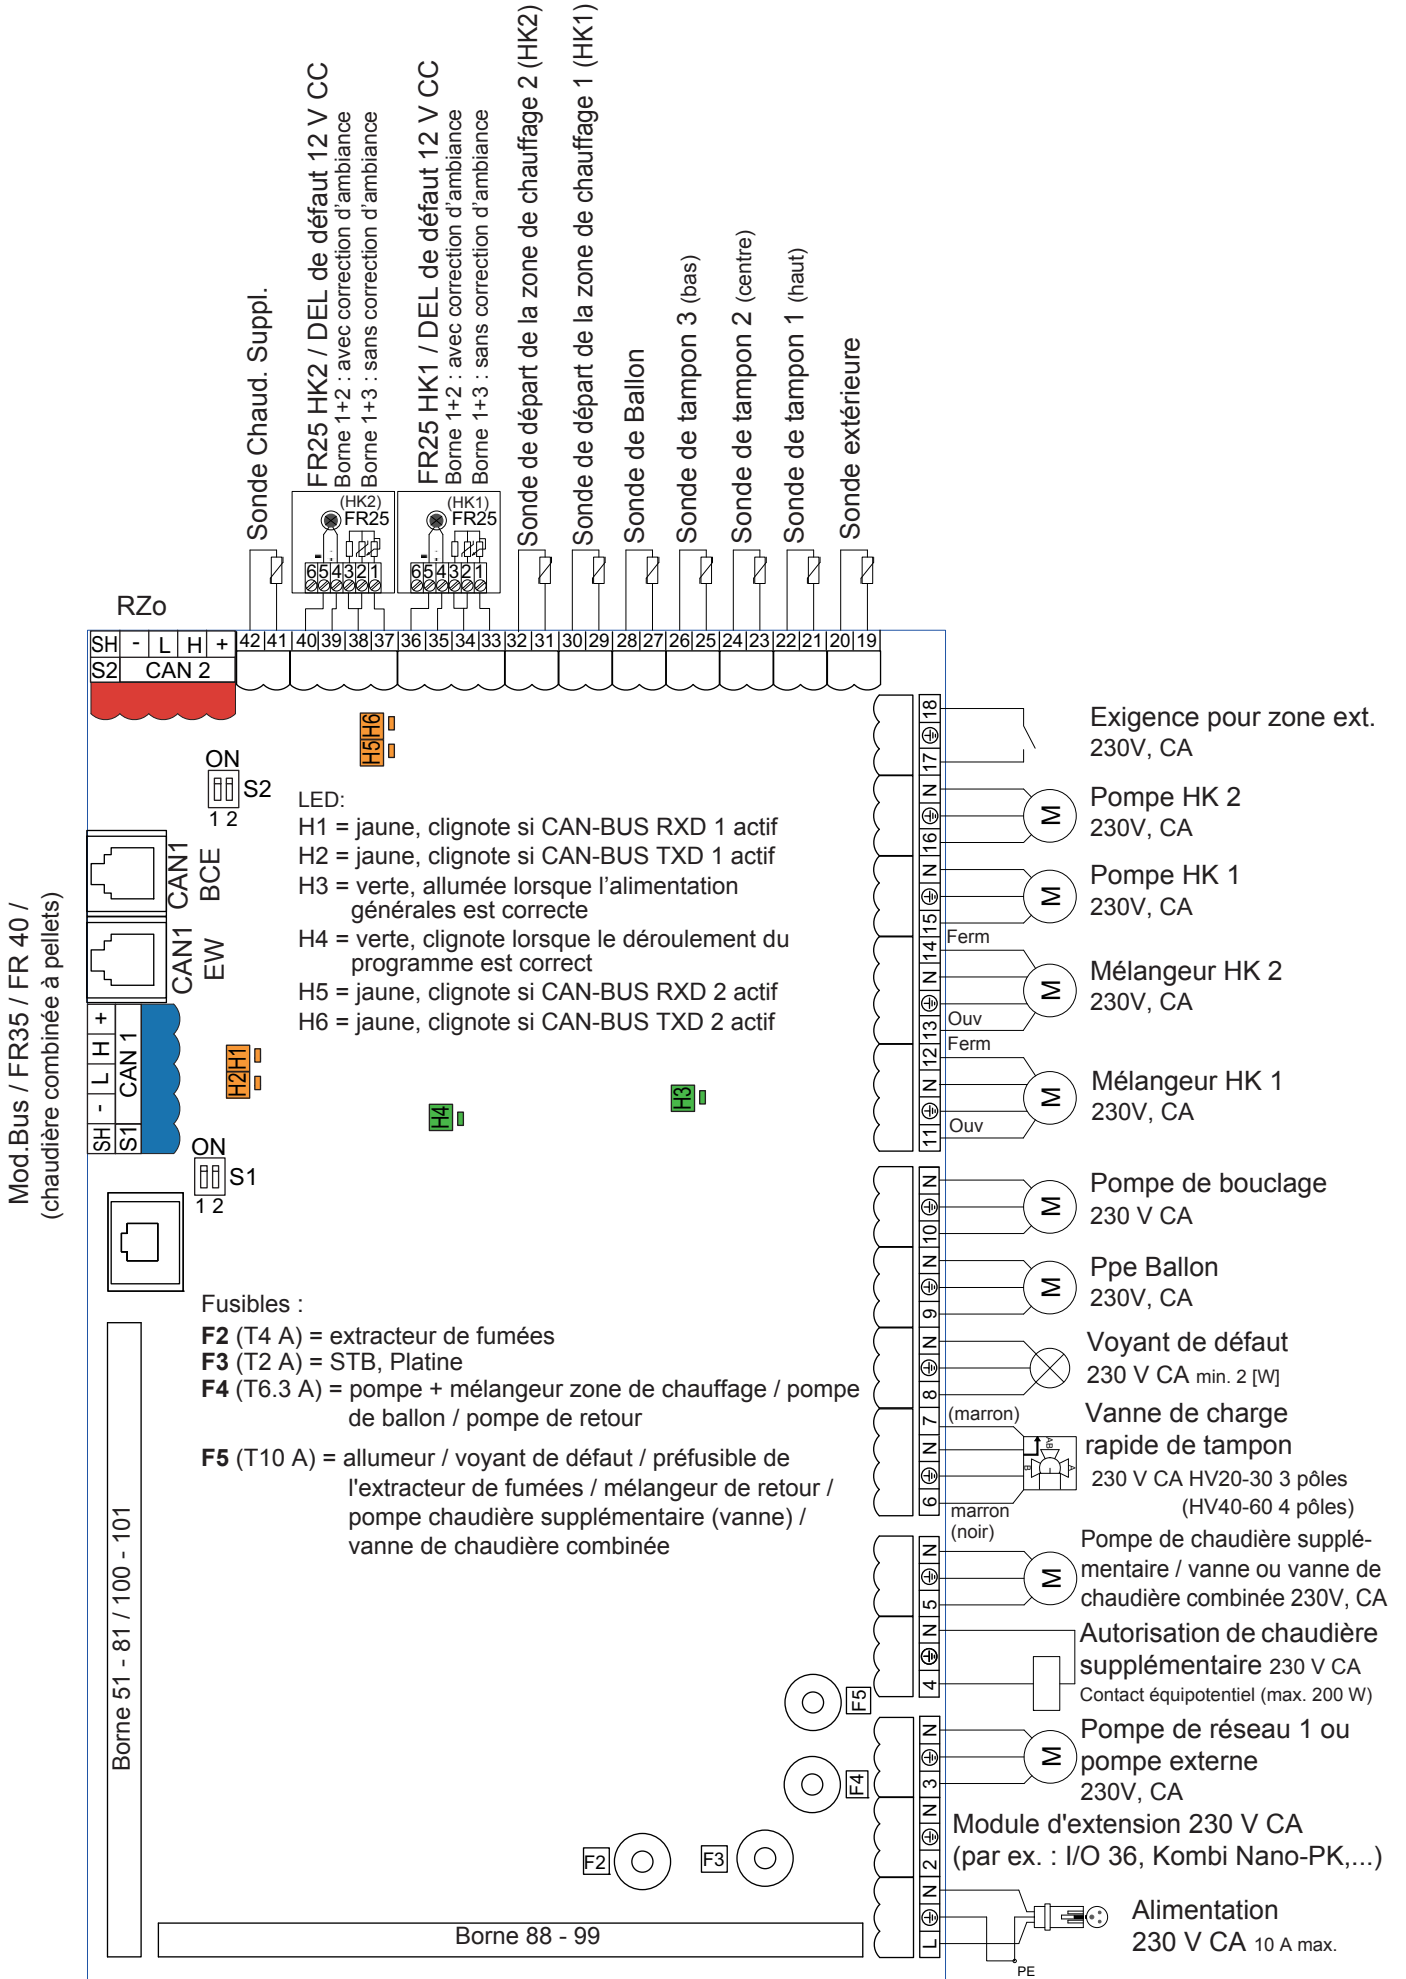 Sonde Chaud. Suppl.
FR25 HK2 / DEL de défaut 12 V CC
Borne 1+2 : avec correction d'ambiance
Borne 1+3 : sans correction d'ambiance
FR25 HK1 / DEL de défaut 12 V CC
Borne 1+2 : avec correction d'ambiance
Borne 1+3 : sans correction d'ambiance
Sonde de départ de la zone de chauffage 2 (HK2)
Sonde de départ de la zone de chauffage 1 (HK1)
Sonde de Ballon
Sonde de tampon 3 (bas)
Sonde de tampon 2 (centre)
Sonde de tampon 1 (haut)
Sonde extérieure
(HK2)
FR25
6 5 4 3 2 1
(HK1)
FR25
6 5 4 3 2 1
RZo
SH - L H +
S2 CAN 2
42 41 40 39 38 37 36 35 34 33 32 31 30 29 28 27 26 25 24 23 22 21 20 19
H5 H6
ON
S2
1 2
LED:
H1 = jaune, clignote si CAN-BUS RXD 1 actif
H2 = jaune, clignote si CAN-BUS TXD 1 actif
H3 = verte, allumée lorsque l'alimentation
générales est correcte
H4 = verte, clignote lorsque le déroulement du
programme est correct
H5 = jaune, clignote si CAN-BUS RXD 2 actif
H6 = jaune, clignote si CAN-BUS TXD 2 actif
CAN1
BCE
CAN1
EW
Mod.Bus / FR35 / FR 40 /
(chaudière combinée à pellets)
SH - L H +
S1 CAN 1
H2 H1
H4
H3
ON
S1
1 2
Fusibles :
F2 (T4 A) = extracteur de fumées
F3 (T2 A) = STB, Platine
F4 (T6.3 A) = pompe + mélangeur zone de chauffage / pompe
de ballon / pompe de retour
F5 (T10 A) = allumeur / voyant de défaut / préfusible de
l'extracteur de fumées / mélangeur de retour /
pompe chaudière supplémentaire (vanne) /
vanne de chaudière combinée
Borne 51 - 81 / 100 - 101
Borne 88 - 99
F2
F3
F4
F5
18
17
Exigence pour zone ext.
230V, CA
N
16
M
Pompe HK 2
230V, CA
N
15
M
Pompe HK 1
230V, CA
14
N
13
Ferm
Ouv
M
Mélangeur HK 2
230V, CA
12
N
11
Ferm
Ouv
M
Mélangeur HK 1
230V, CA
N
10
M
Pompe de bouclage
230 V CA
N
9
M
Ppe Ballon
230V, CA
N
8
Voyant de défaut
230 V CA min. 2 [W]
7
N
6
(marron)
marron
(noir)
AB
B
A
Vanne de charge
rapide de tampon
230 V CA HV20-30 3 pôles
(HV40-60 4 pôles)
N
5
M
Pompe de chaudière supplé-
mentaire / vanne ou vanne de
chaudière combinée 230V, CA
N
4
Autorisation de chaudière
supplémentaire 230 V CA
Contact équipotentiel (max. 200 W)
N
3
M
Pompe de réseau 1 ou
pompe externe
230V, CA
N
2
Module d'extension 230 V CA
(par ex. : I/O 36, Kombi Nano-PK,...)
N
L
PE
Alimentation
230 V CA 10 A max.